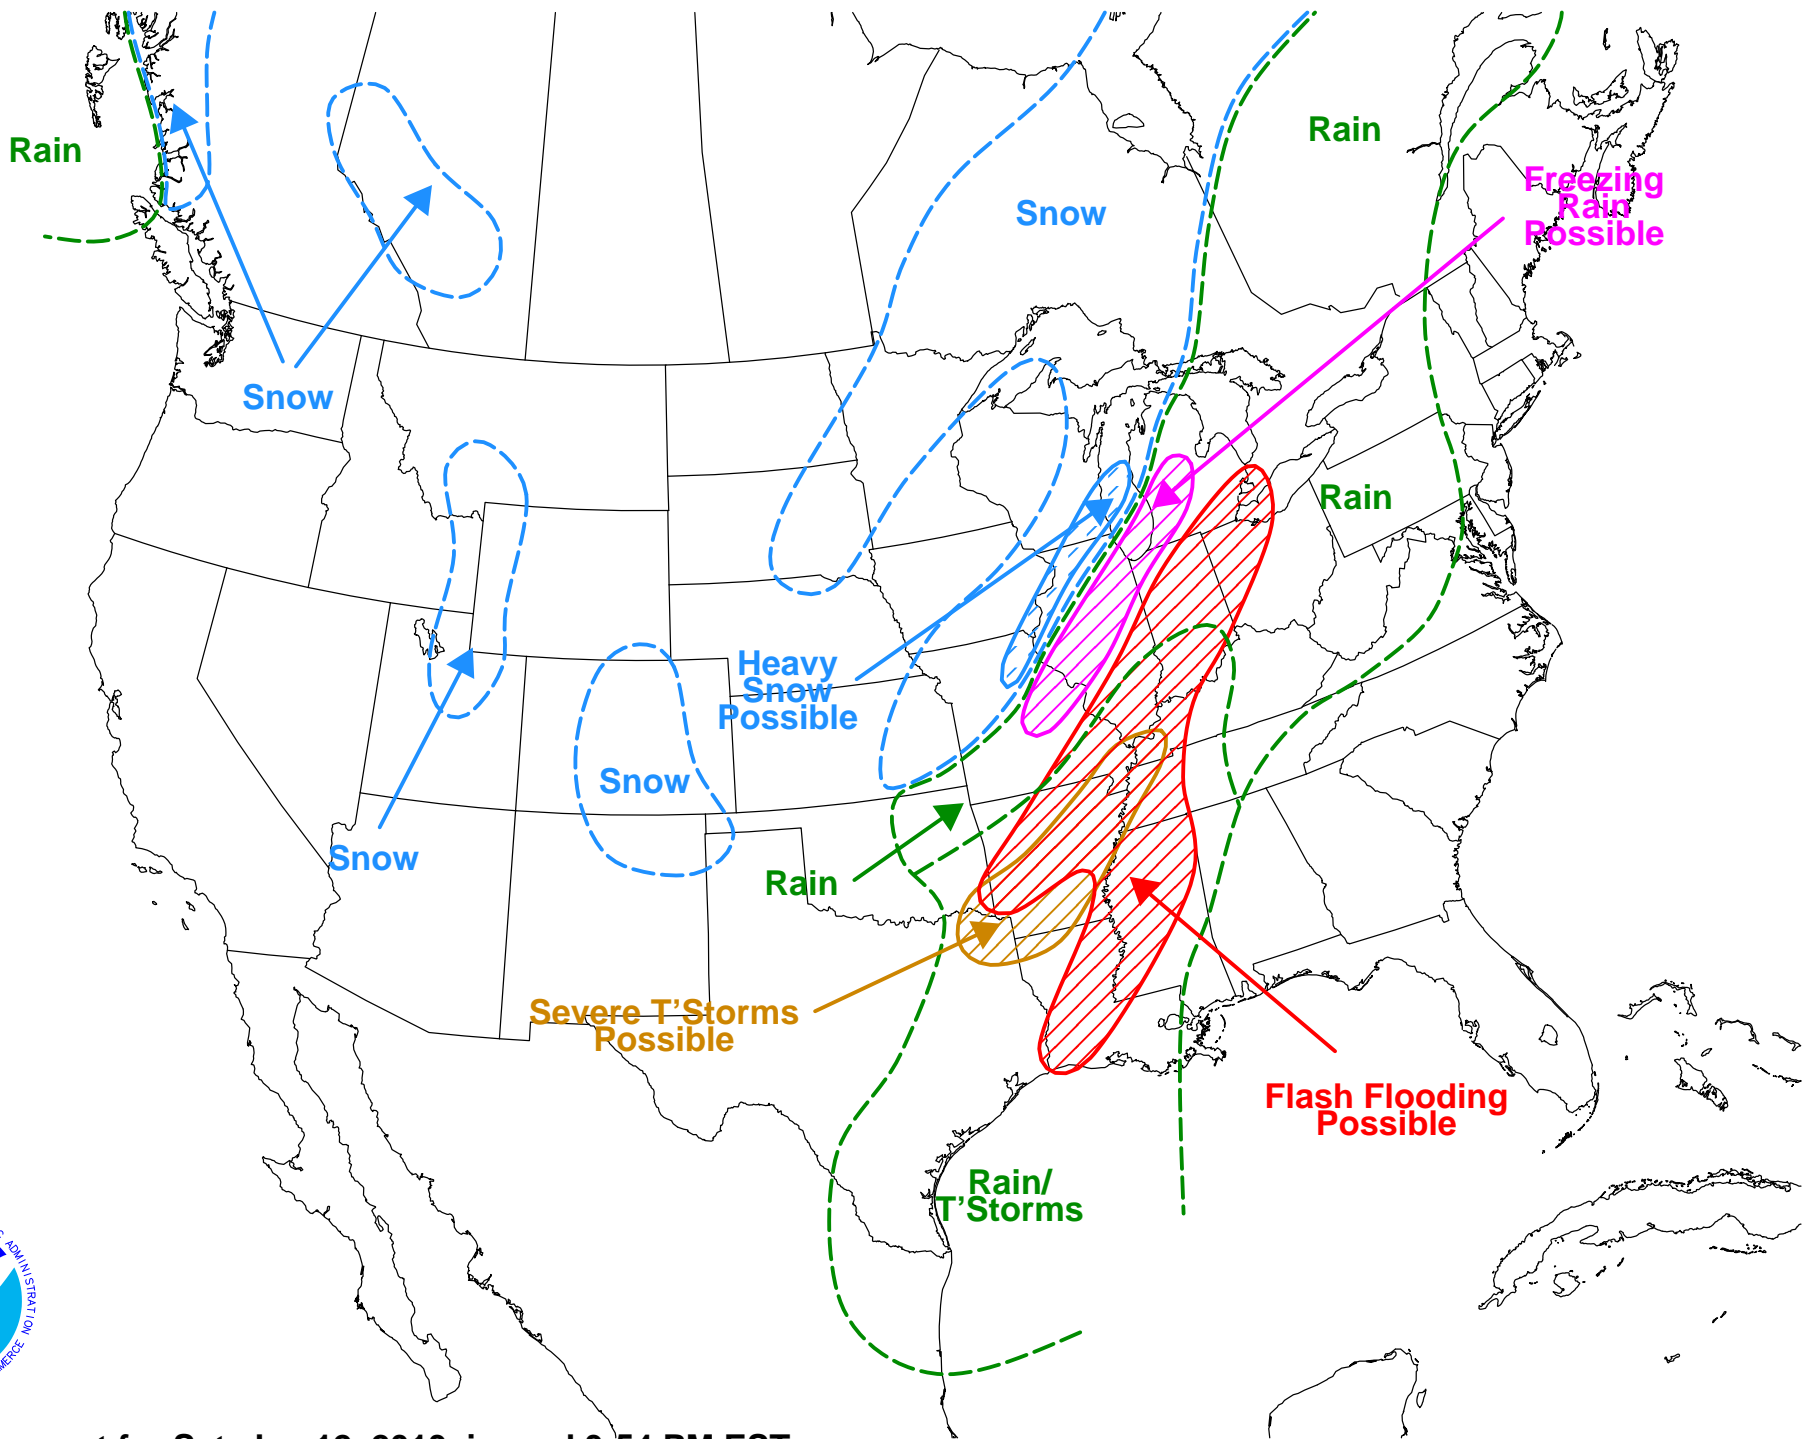 Rain
Rain
Freezing
Rain
Possible
Snow
Snow
Rain
Heavy
Snow
Possible
Snow
Snow
Rain
Severe T'Storms
Possible
Flash Flooding
Possible
Rain/
T'Storms
ADMINISTRATION